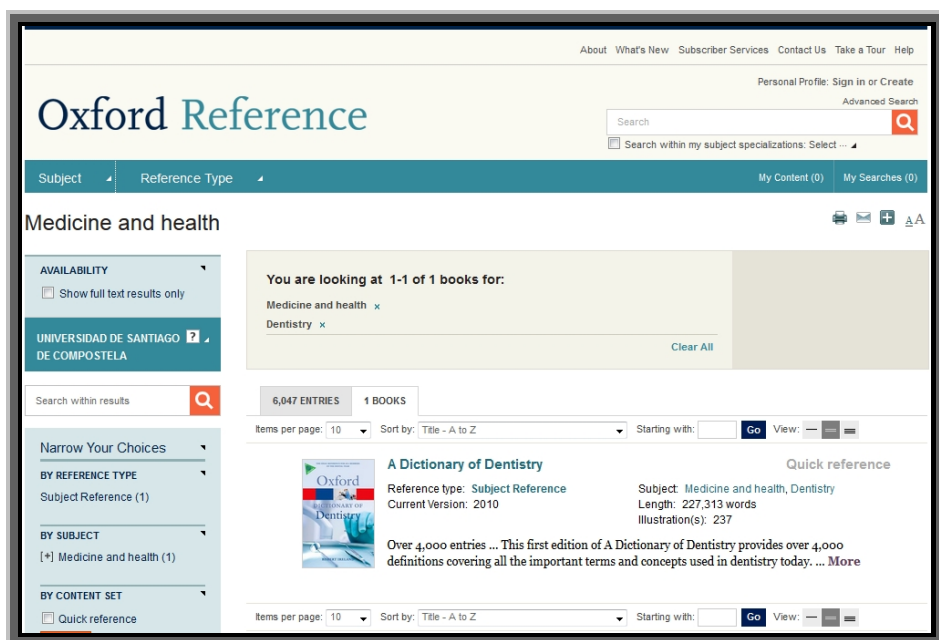 About What's New Subscriber Services Contact Us Take a Tour Help
Personal Profile: Sign in or Create
Advanced Search
Oxford Reference
Search
Search within my subject specializations: Select ...
Subject Reference Type My Content (0) My Searches (0)
Medicine and health
AA
AVAILABILITY
Show full text results only
UNIVERSIDAD DE SANTIAGO ?
DE COMPOSTELA
Search within results
Narrow Your Choices
BY REFERENCE TYPE
Subject Reference (1)
BY SUBJECT
[+] Medicine and health (1)
BY CONTENT SET
Quick reference
You are looking at 1-1 of 1 books for:
Medicine and health x
Dentistry x
Clear All
6,047 ENTRIES 1 BOOKS
Items per page: 10 Sort by: Title - A to Z Starting with: Go View:
Oxford
DICTIONARY OF
Dentistry
A Dictionary of Dentistry Quick reference
Reference type: Subject Reference Subject: Medicine and health, Dentistry
Current Version: 2010 Length: 227,313 words
Illustration(s): 237
Over 4,000 entries ... This first edition of A Dictionary of Dentistry provides over 4,000
definitions covering all the important terms and concepts used in dentistry today. ... More
Items per page: 10 Sort by: Title - A to Z Starting with: Go View: